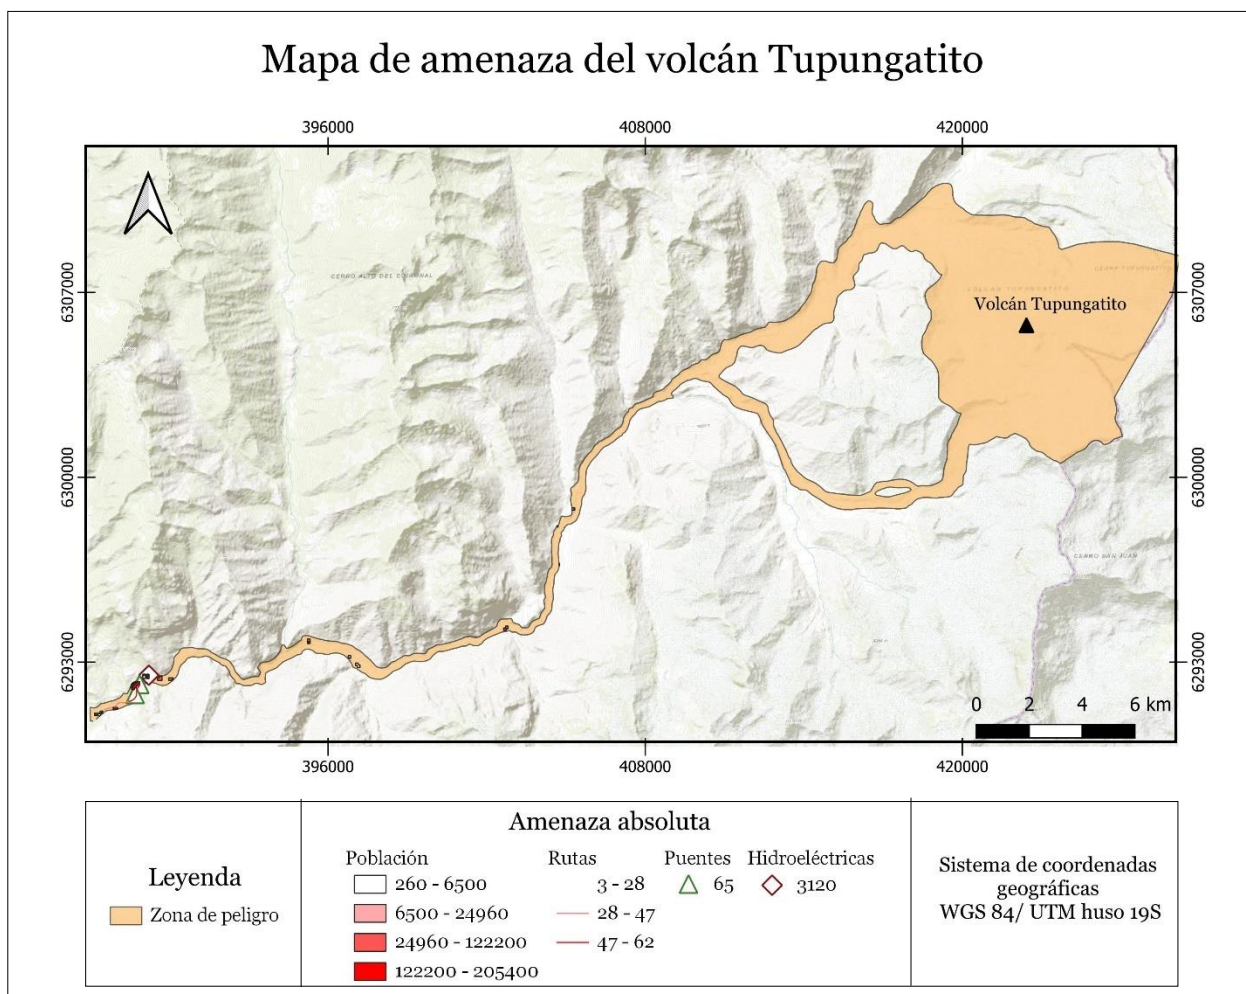 Mapa de amenaza del volcán Tupungatito
396000
408000
420000
CERRO ALTO DEL
6307000
6307000
Volcán Tupungatito
6300000
6300000
CERRO SAN JUAN
6293000
6293000
0 2 4 6 km
396000
408000
420000
Leyenda
Zona de peligro
Amenaza absoluta
Población
260 - 6500
6500 - 24960
24960 - 122200
122200 - 205400
Rutas
3 - 28
28 - 47
47 - 62
Puentes
65
Hidroeléctricas
3120
Sistema de coordenadas
geográficas
WGS 84/ UTM huso 19S